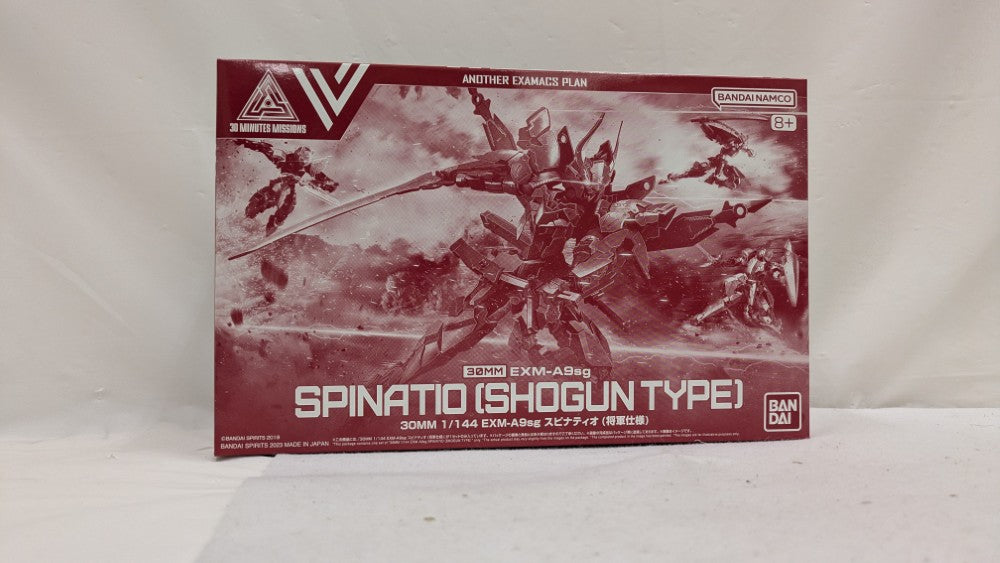 ANOTHER EXAMACS PLAN
30 MINUTES MISSIONS
BANDAI NAMCO
8+
30MM EXM-A9sg
SPINATIO [SHOGUN TYPE]
30MM 1/144 EXM-A9sg スピナティオ (将軍仕様)
BAN
DAI
©BANDAI SPIRITS 2019
BANDAI SPIRITS 2023 MADE IN JAPAN